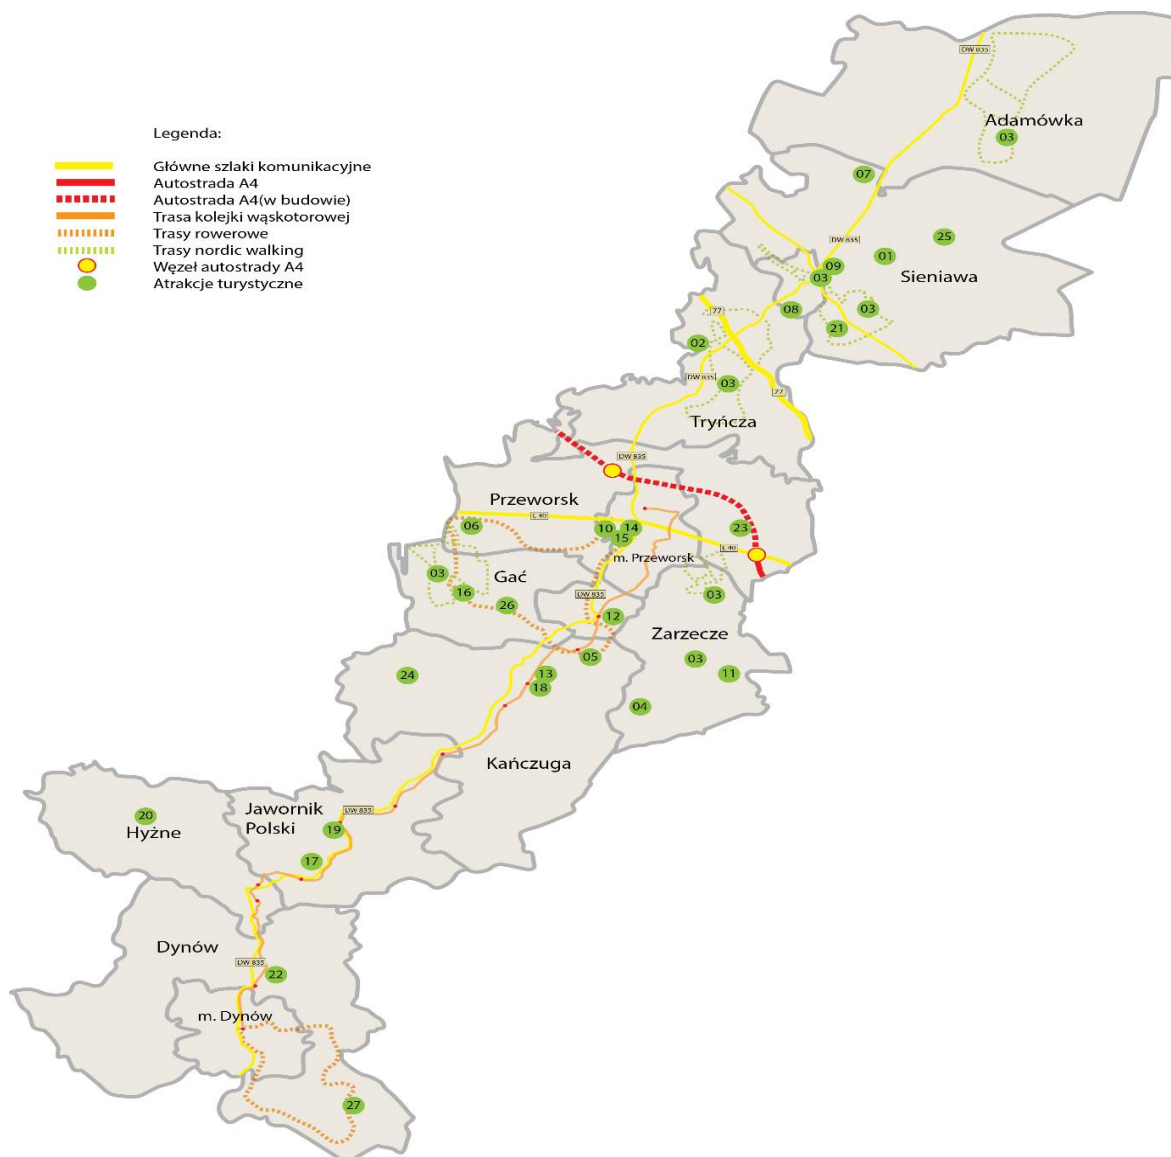 Legenda:
Główne szlaki komunikacyjne
Autostrada A4
Autostrada A4(w budowie)
Trasa kolejki wąskotorowej
Trasy rowerowe
Trasy nordic walking
Węzeł autostrady A4
Atrakcje turystyczne
DW 835
Adamówka
03
07
DW 835
25
01
09
03
Sieniawa
08
03
21
77
02
DW 835
03
77
Tryńcza
DW 835
Przeworsk
L 40
06
10
14
15
23
L 40
m. Przeworsk
03
Gać
16
26
DW 835
03
12
Zarzecze
05
03
24
13
11
18
04
Kańczuga
20
Hyżne
Jawornik
Polski
DW 835
19
17
Dynów
DW 835
22
m. Dynów
27